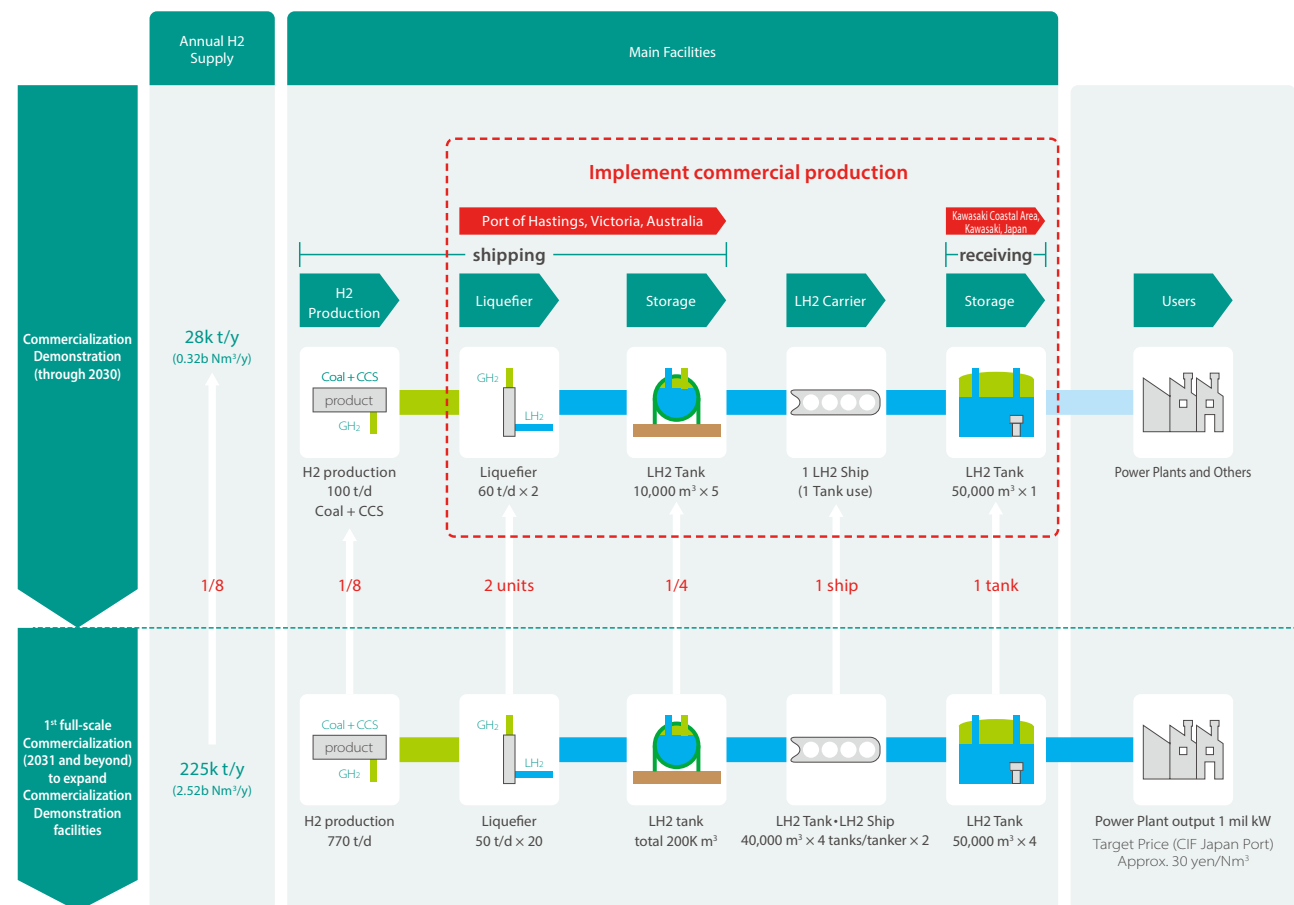 Annual H2
Supply
Main Facilities
Commercialization
Demonstration
(through 2030)
28k t/y
(0.32b Nm³/y)
Implement commercial production
Port of Hastings, Victoria, Australia
Kawasaki Coastal Area,
Kawasaki, Japan
shipping
receiving
H2
Production
Liquefier
Storage
LH2 Carrier
Storage
Users
Coal + CCS
product
GH₂
GH₂
LH₂
H2 production
100 t/d
Coal + CCS
Liquefier
60 t/d × 2
LH2 Tank
10,000 m³ × 5
1 LH2 Ship
(1 Tank use)
LH2 Tank
50,000 m³ × 1
Power Plants and Others
1/8
1/8
2 units
1/4
1 ship
1 tank
1st full-scale
Commercialization
(2031 and beyond)
to expand
Commercialization
Demonstration
facilities
225k t/y
(2.52b Nm³/y)
Coal + CCS
product
GH₂
GH₂
LH₂
H2 production
770 t/d
Liquefier
50 t/d × 20
LH2 tank
total 200K m³
LH2 Tank•LH2 Ship
40,000 m³ × 4 tanks/tanker × 2
LH2 Tank
50,000 m³ × 4
Power Plant output 1 mil kW
Target Price (CIF Japan Port)
Approx. 30 yen/Nm³